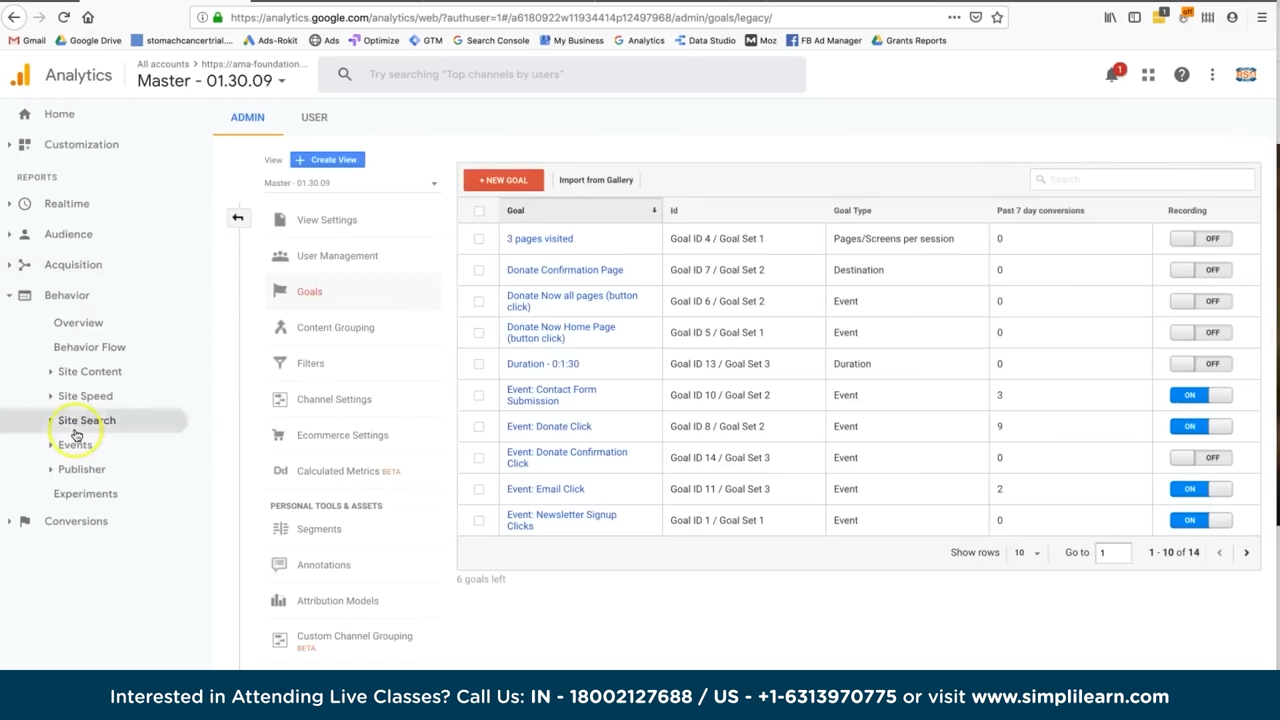 https://analytics.google.com/analytics/web/?authuser=1#/a6180922w11934414p12497968/admin/goals/legacy/
1
off
Gmail
Google Drive
stomachcancertrial...
Ads-Rokit
Ads
Optimize
GTM
Search Console
My Business
Analytics
Data Studio
Moz
FB Ad Manager
Grants Reports
Analytics
All accounts > https://ama-foundation...
Master - 01.30.09
Try searching "Top channels by users"
1
Home
Customization
REPORTS
Realtime
Audience
Acquisition
Behavior
Overview
Behavior Flow
Site Content
Site Speed
Site Search
Events
Publisher
Experiments
Conversions
ADMIN
USER
View
+ Create View
Master - 01.30.09
View Settings
User Management
Goals
Content Grouping
Filters
Channel Settings
Ecommerce Settings
Dd Calculated Metrics BETA
PERSONAL TOOLS & ASSETS
Segments
Annotations
Attribution Models
Custom Channel Grouping
BETA
+ NEW GOAL
Import from Gallery
Search
Goal Id Goal Type Past 7 day conversions Recording
3 pages visited Goal ID 4 / Goal Set 1 Pages/Screens per session 0 OFF
Donate Confirmation Page Goal ID 7 / Goal Set 2 Destination 0 OFF
Donate Now all pages (button
click) Goal ID 6 / Goal Set 2 Event 0 OFF
Donate Now Home Page
(button click) Goal ID 5 / Goal Set 1 Event 0 OFF
Duration - 0:1:30 Goal ID 13 / Goal Set 3 Duration 0 OFF
Event: Contact Form
Submission Goal ID 10 / Goal Set 2 Event 3 ON
Event: Donate Click Goal ID 8 / Goal Set 2 Event 9 ON
Event: Donate Confirmation
Click Goal ID 14 / Goal Set 3 Event 0 OFF
Event: Email Click Goal ID 11 / Goal Set 3 Event 2 ON
Event: Newsletter Signup
Clicks Goal ID 1 / Goal Set 1 Event 0 ON
Show rows 10 Go to 1 1 - 10 of 14
6 goals left
Interested in Attending Live Classes? Call Us: IN - 18002127688 / US - +1-6313970775 or visit www.simplilearn.com